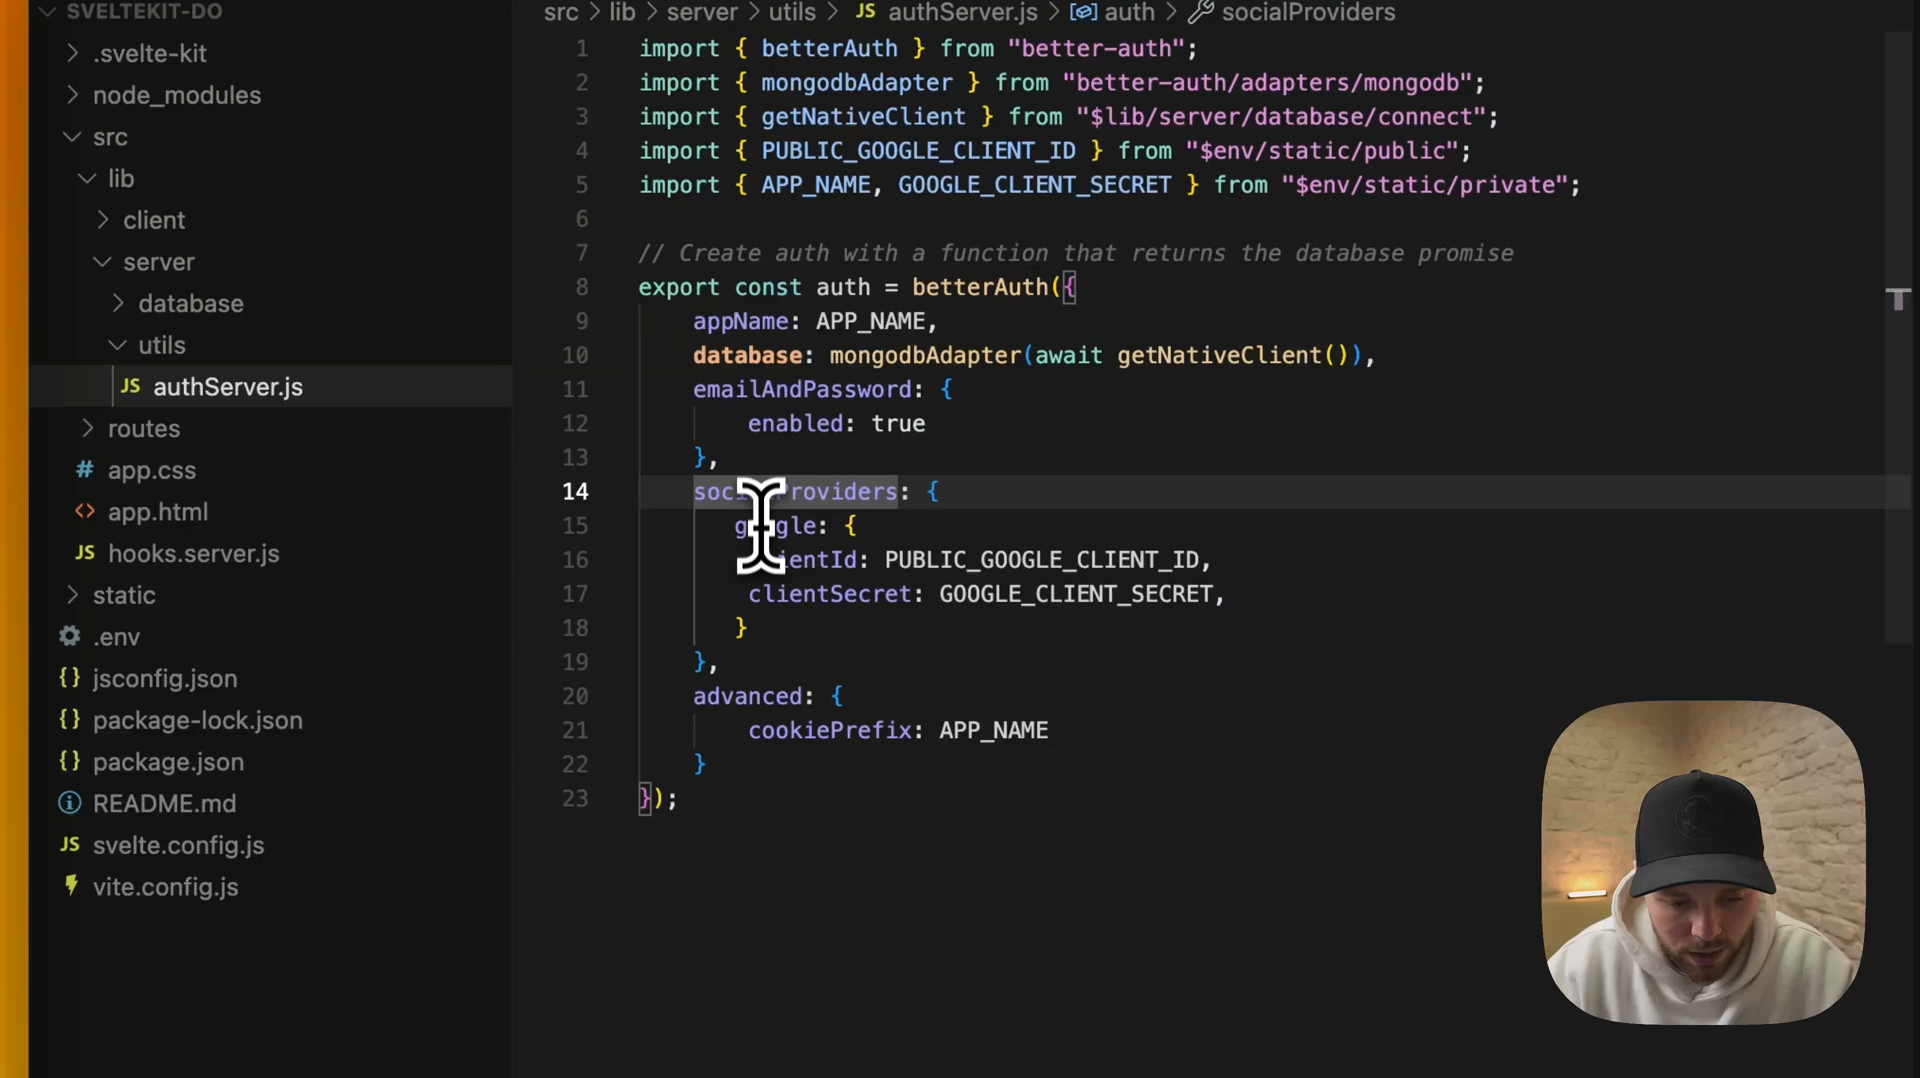 SVELTEKIT-DO
.svelte-kit
node_modules
src
lib
client
server
database
utils
JS authServer.js
routes
# app.css
<> app.html
JS hooks.server.js
static
.env
{} jsconfig.json
{} package-lock.json
{} package.json
README.md
JS svelte.config.js
vite.config.js
src > lib > server > utils > JS authServer.js > auth > socialProviders
1 import { betterAuth } from "better-auth";
2 import { mongodbAdapter } from "better-auth/adapters/mongodb";
3 import { getNativeClient } from "$lib/server/database/connect";
4 import { PUBLIC_GOOGLE_CLIENT_ID } from "$env/static/public";
5 import { APP_NAME, GOOGLE_CLIENT_SECRET } from "$env/static/private";
6
7 // Create auth with a function that returns the database promise
8 export const auth = betterAuth({
9 appName: APP_NAME,
10 database: mongodbAdapter(await getNativeClient()),
11 emailAndPassword: {
12 enabled: true
13 },
14 socialProviders: {
15 google: {
16 clientId: PUBLIC_GOOGLE_CLIENT_ID,
17 clientSecret: GOOGLE_CLIENT_SECRET,
18 }
19 },
20 advanced: {
21 cookiePrefix: APP_NAME
22 }
23 });